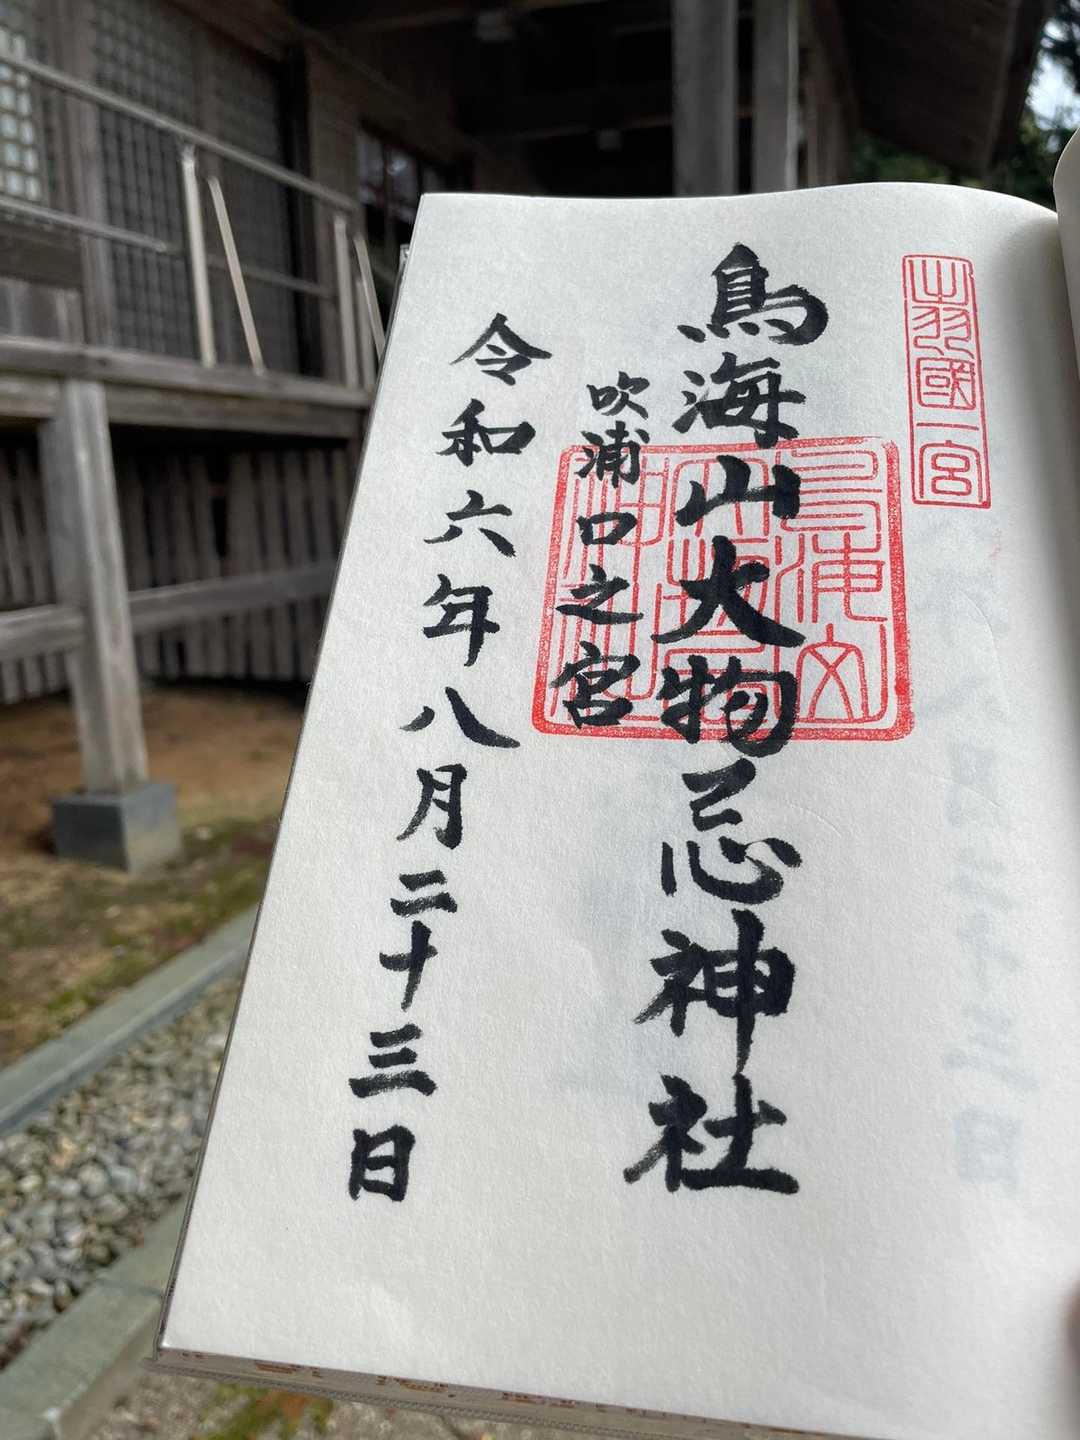 出羽國一宮
鳥海山大物忌神社
吹浦口之宮
令和六年八月二十三日